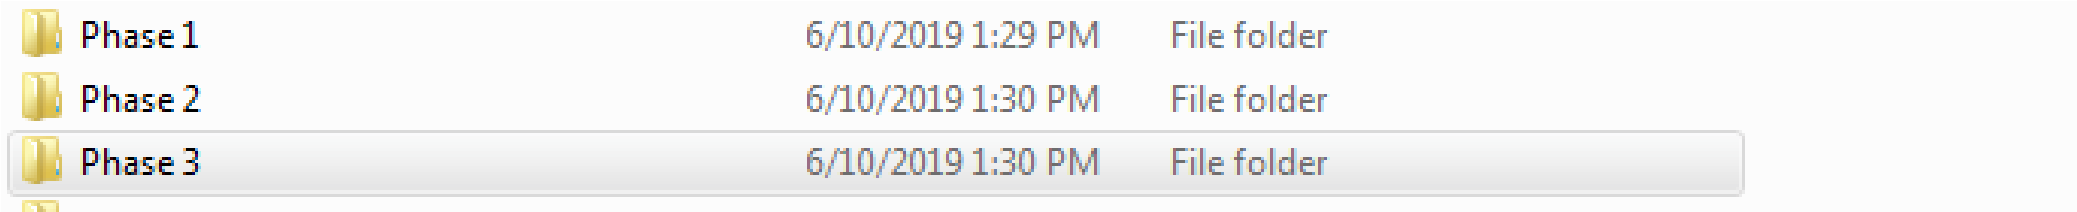 Phase 1 6/10/2019 1:29 PM File folder
Phase 2 6/10/2019 1:30 PM File folder
Phase 3 6/10/2019 1:30 PM File folder